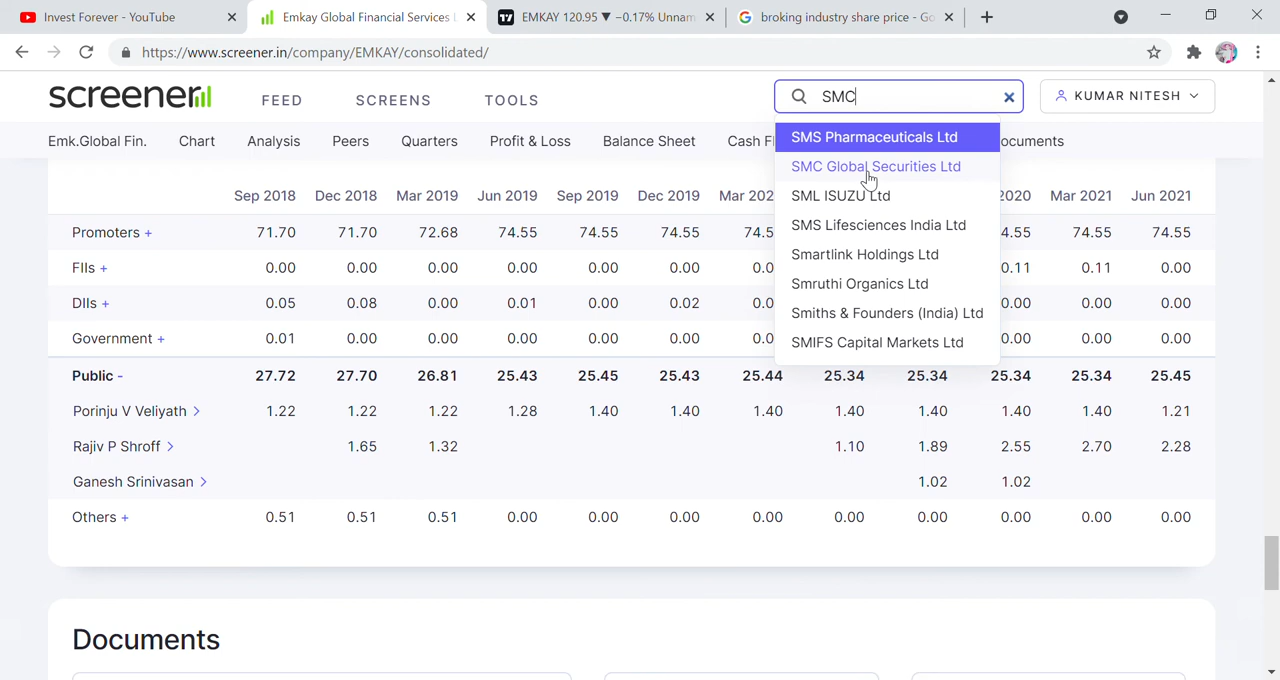 Invest Forever - YouTube
Emkay Global Financial Services L
EMKAY 120.95 ▼ −0.17% Unnam
broking industry share price - Go
https://www.screener.in/company/EMKAY/consolidated/
screener
FEED
SCREENS
TOOLS
SMC
KUMAR NITESH
Emk.Global Fin.
Chart
Analysis
Peers
Quarters
Profit & Loss
Balance Sheet
Cash Fl
ocuments
SMS Pharmaceuticals Ltd
SMC Global Securities Ltd
SML ISUZU Ltd
SMS Lifesciences India Ltd
Smartlink Holdings Ltd
Smruthi Organics Ltd
Smiths & Founders (India) Ltd
SMIFS Capital Markets Ltd
Sep 2018 Dec 2018 Mar 2019 Jun 2019 Sep 2019 Dec 2019 Mar 202 2020 Mar 2021 Jun 2021
Promoters + 71.70 71.70 72.68 74.55 74.55 74.55 74.5 4.55 74.55 74.55
FIIs + 0.00 0.00 0.00 0.00 0.00 0.00 0.0 0.11 0.11 0.00
DIIs + 0.05 0.08 0.00 0.01 0.00 0.02 0.0 0.00 0.00 0.00
Government + 0.01 0.00 0.00 0.00 0.00 0.00 0.0 0.00 0.00 0.00
Public - 27.72 27.70 26.81 25.43 25.45 25.43 25.44 25.34 25.34 25.34 25.34 25.45
Porinju V Veliyath > 1.22 1.22 1.22 1.28 1.40 1.40 1.40 1.40 1.40 1.40 1.40 1.21
Rajiv P Shroff > 1.65 1.32 1.10 1.89 2.55 2.70 2.28
Ganesh Srinivasan > 1.02 1.02
Others + 0.51 0.51 0.51 0.00 0.00 0.00 0.00 0.00 0.00 0.00 0.00 0.00
Documents